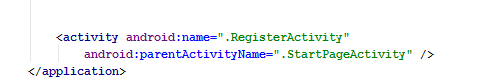 <activity android:name=".RegisterActivity"
android:parentActivityName=".StartPageActivity" />
</application>